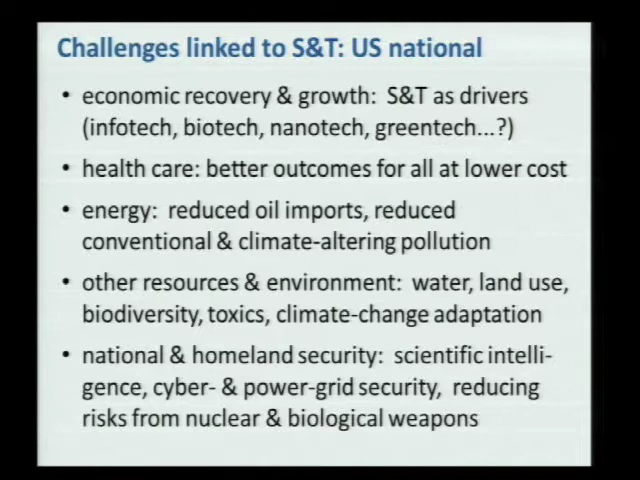 Challenges linked to S&T: US national
• economic recovery & growth: S&T as drivers
(infotech, biotech, nanotech, greentech...?)
• health care: better outcomes for all at lower cost
• energy: reduced oil imports, reduced
conventional & climate-altering pollution
• other resources & environment: water, land use,
biodiversity, toxics, climate-change adaptation
• national & homeland security: scientific intelli-
gence, cyber- & power-grid security, reducing
risks from nuclear & biological weapons